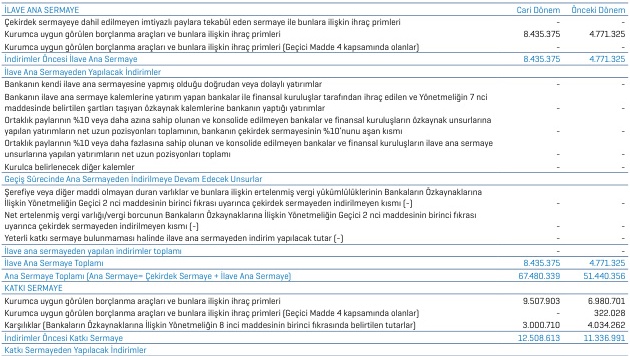 İLAVE ANA SERMAYE Cari Dönem Önceki Dönem
Çekirdek sermayeye dahil edilmeyen imtiyazlı paylara tekabül eden sermaye ile bunlara ilişkin ihraç primleri - -
Kurumca uygun görülen borçlanma araçları ve bunlara ilişkin ihraç primleri 8.435.375 4.771.325
Kurumca uygun görülen borçlanma araçları ve bunlara ilişkin ihraç primleri (Geçici Madde 4 kapsamında olanlar) - -
İndirimler Öncesi İlave Ana Sermaye 8.435.375 4.771.325
İlave Ana Sermayeden Yapılacak İndirimler
Bankanın kendi ilave ana sermayesine yapmış olduğu doğrudan veya dolaylı yatırımlar - -
Bankanın ilave ana sermaye kalemlerine yatırım yapan bankalar ile finansal kuruluşlar tarafından ihraç edilen ve Yönetmeliğin 7 nci
maddesinde belirtilen şartları taşıyan özkaynak kalemlerine bankanın yaptığı yatırımlar - -
Ortaklık paylarının %10 veya daha azına sahip olunan ve konsolide edilmeyen bankalar ve finansal kuruluşların özkaynak unsurlarına
yapılan yatırımların net uzun pozisyonları toplamının, bankanın çekirdek sermayesinin %10'nunu aşan kısmı - -
Ortaklık paylarının %10 veya daha fazlasına sahip olunan ve konsolide edilmeyen bankalar ve finansal kuruluşların ilave ana sermaye
unsurlarına yapılan yatırımların net uzun pozisyonları toplamı - -
Kurulca belirlenecek diğer kalemler - -
Geçiş Sürecinde Ana Sermayeden İndirilmeye Devam Edecek Unsurlar
Şerefiye veya diğer maddi olmayan duran varlıklar ve bunlara ilişkin ertelenmiş vergi yükümlülüklerinin Bankaların Özkaynaklarına
İlişkin Yönetmeliğin Geçici 2 nci maddesinin birinci fıkrası uyarınca çekirdek sermayeden indirilmeyen kısmı (-) - -
Net ertelenmiş vergi varlığı/vergi borcunun Bankaların Özkaynaklarına İlişkin Yönetmeliğin Geçici 2 nci maddesinin birinci fıkrası
uyarınca çekirdek sermayeden indirilmeyen kısmı (-) - -
Yeterli katkı sermaye bulunmaması halinde ilave ana sermayeden indirim yapılacak tutar (-) - -
İlave ana sermayeden yapılan indirimler toplamı - -
İlave Ana Sermaye Toplamı 8.435.375 4.771.325
Ana Sermaye Toplamı (Ana Sermaye= Çekirdek Sermaye + İlave Ana Sermaye) 67.480.339 51.440.356
KATKI SERMAYE
Kurumca uygun görülen borçlanma araçları ve bunlara ilişkin ihraç primleri 9.507.903 6.980.701
Kurumca uygun görülen borçlanma araçları ve bunlara ilişkin ihraç primleri (Geçici Madde 4 kapsamında olanlar) - 322.028
Karşılıklar (Bankaların Özkaynaklarına İlişkin Yönetmeliğin 8 inci maddesinin birinci fıkrasında belirtilen tutarlar) 3.000.710 4.034.262
İndirimler Öncesi Katkı Sermaye 12.508.613 11.336.991
Katkı Sermayeden Yapılacak İndirimler